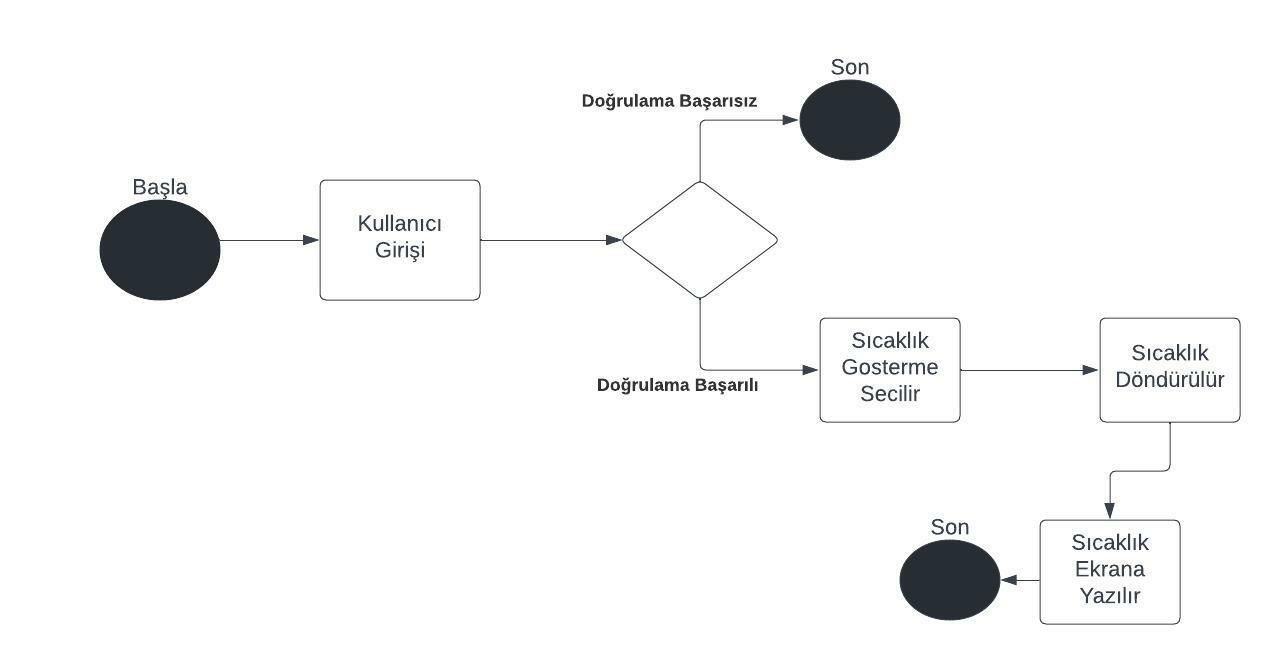 Başla
Kullanıcı
Girişi
Doğrulama Başarısız
Son
Doğrulama Başarılı
Sıcaklık
Gosterme
Secilir
Sıcaklık
Döndürülür
Sıcaklık
Ekrana
Yazılır
Son